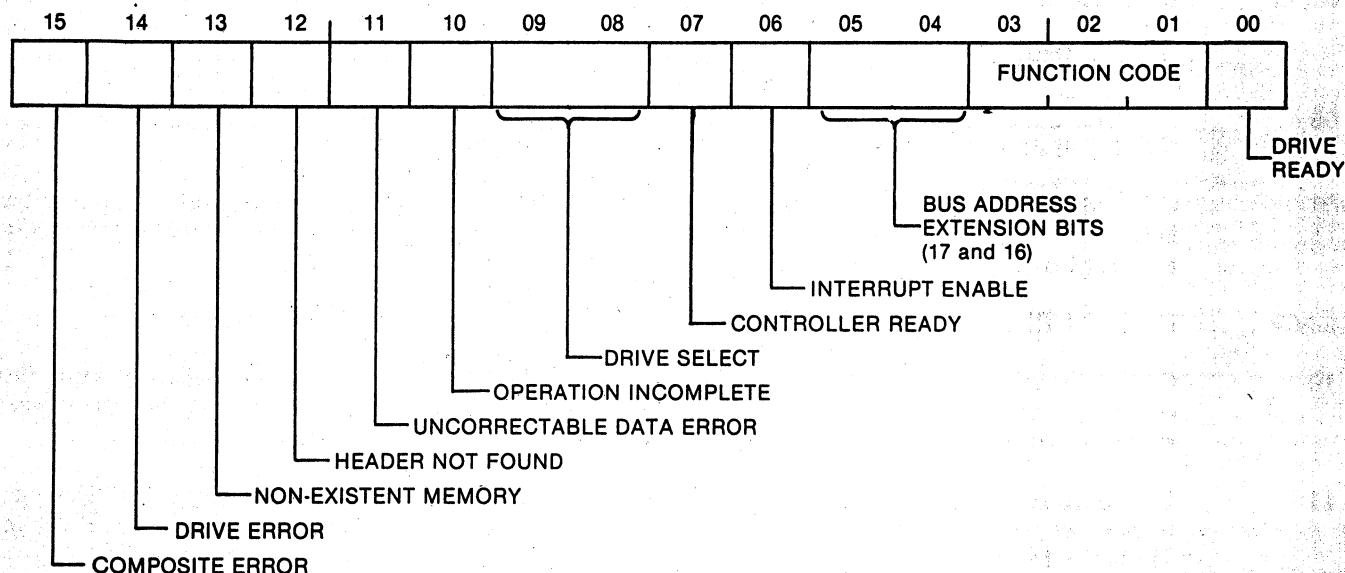 15 14 13 12 11 10 09 08 07 06 05 04 03 02 01 00
FUNCTION CODE
DRIVE
READY
BUS ADDRESS
EXTENSION BITS
(17 and 16)
INTERRUPT ENABLE
CONTROLLER READY
DRIVE SELECT
OPERATION INCOMPLETE
UNCORRECTABLE DATA ERROR
HEADER NOT FOUND
NON-EXISTENT MEMORY
DRIVE ERROR
COMPOSITE ERROR